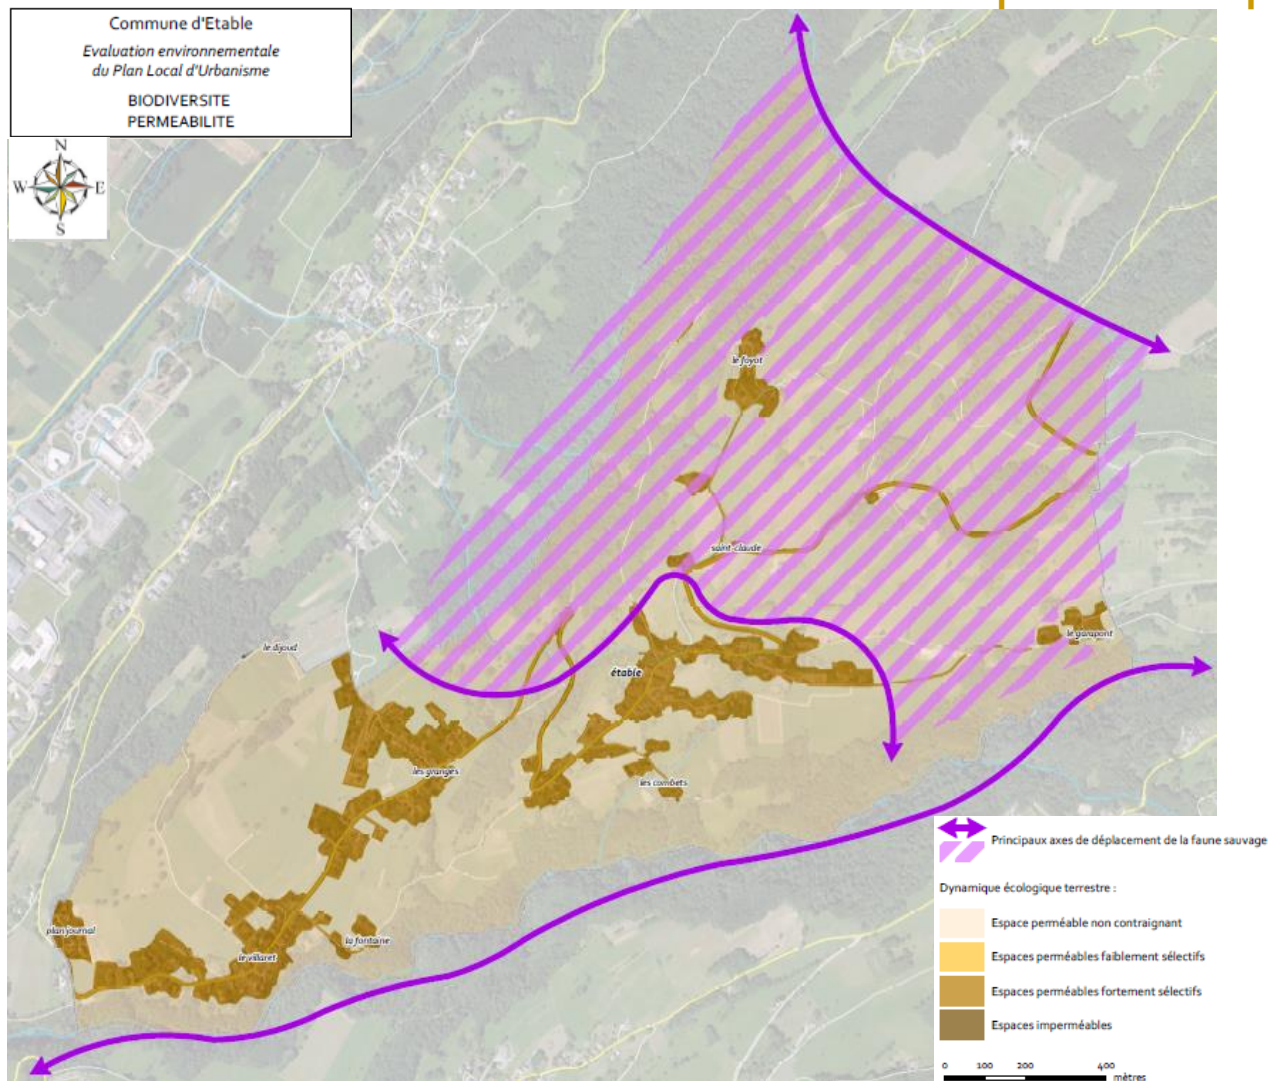 Commune d'Etable
Evaluation environnementale
du Plan Local d'Urbanisme
BIODIVERSITE
PERMEABILITE
N
W
E
S
le foyot
saint-claude
le garapont
le dijoud
étable
les granges
les combets
plan journal
la fontaine
le villaret
Principaux axes de déplacement de la faune sauvage
Dynamique écologique terrestre :
Espace perméable non contraignant
Espaces perméables faiblement sélectifs
Espaces perméables fortement sélectifs
Espaces imperméables
0 100 200 400
mètres